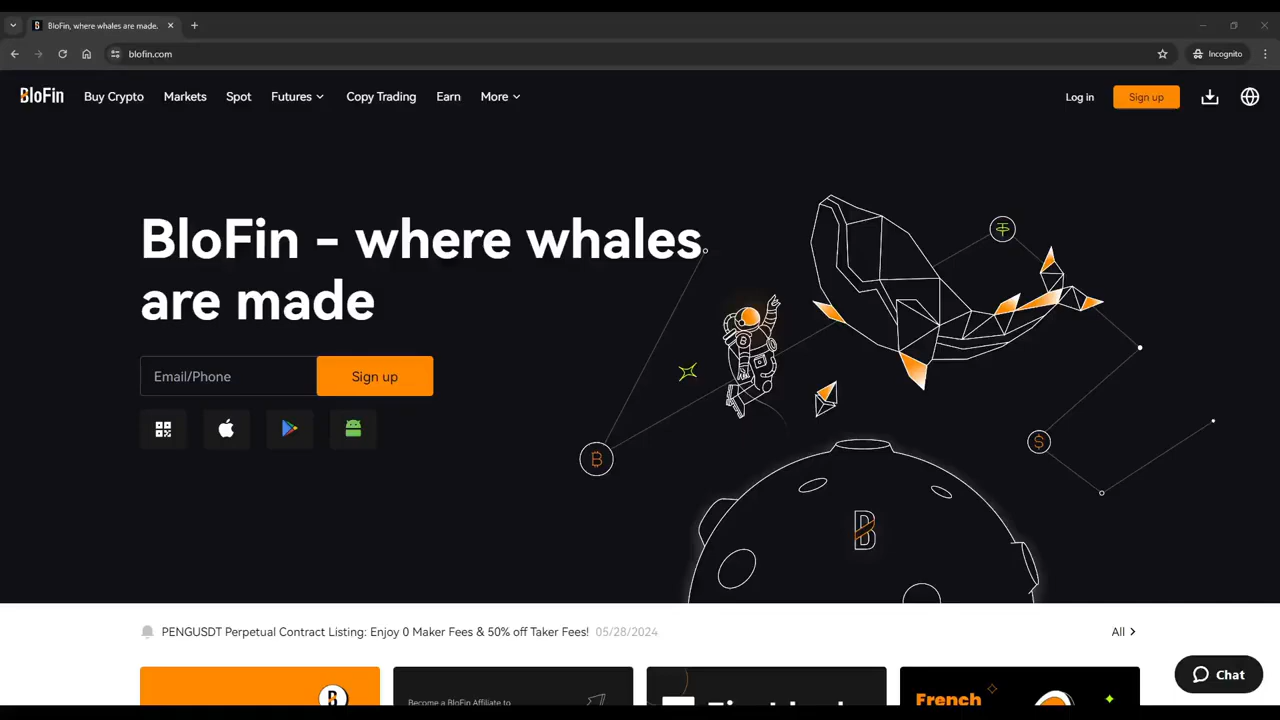 BloFin, where whales are made.
blofin.com
Incognito
BloFin
Buy Crypto
Markets
Spot
Futures
Copy Trading
Earn
More
Log in
Sign up
BloFin - where whales
are made
Email/Phone
Sign up
PENGUSDT Perpetual Contract Listing: Enjoy 0 Maker Fees & 50% off Taker Fees! 05/28/2024
All
Become a BloFin Affiliate to
French
Chat